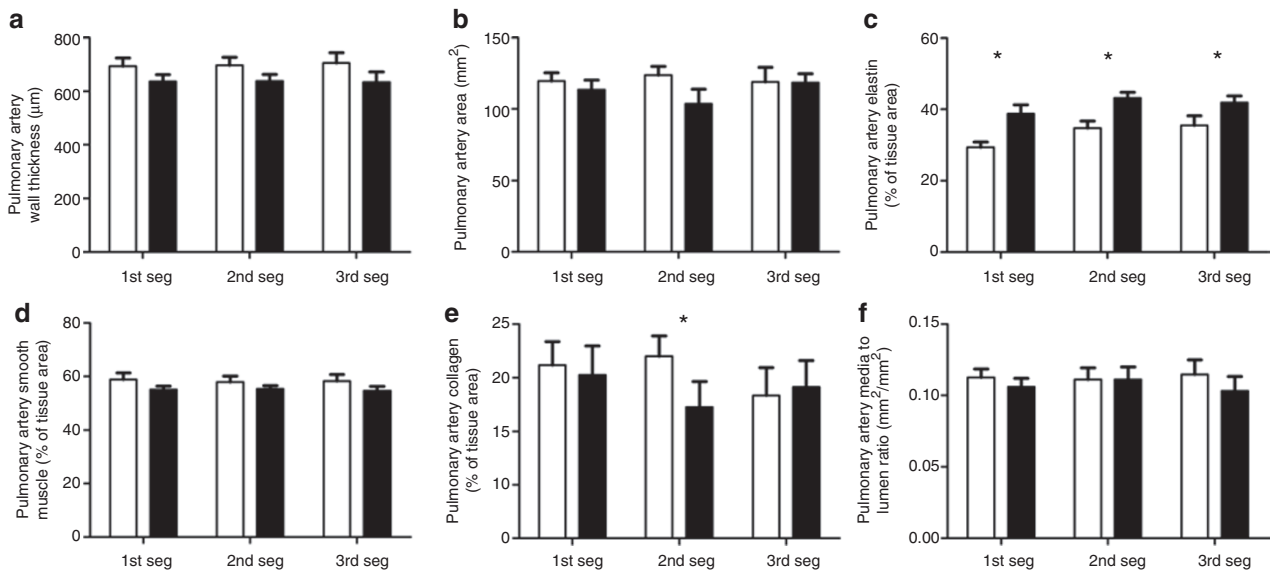 a
Pulmonary artery
wall thickness (μm)
800
600
400
200
0
1st seg 2nd seg 3rd seg
b
Pulmonary artery area (mm²)
150
100
50
0
1st seg 2nd seg 3rd seg
c
Pulmonary artery elastin
(% of tissue area)
60
40
20
0
* * *
1st seg 2nd seg 3rd seg
d
Pulmonary artery smooth
muscle (% of tissue area)
80
60
40
20
0
1st seg 2nd seg 3rd seg
e
Pulmonary artery collagen
(% of tissue area)
25
20
15
10
0
*
1st seg 2nd seg 3rd seg
f
Pulmonary artery media to
lumen ratio (mm²/mm²)
0.15
0.10
0.05
0.00
1st seg 2nd seg 3rd seg